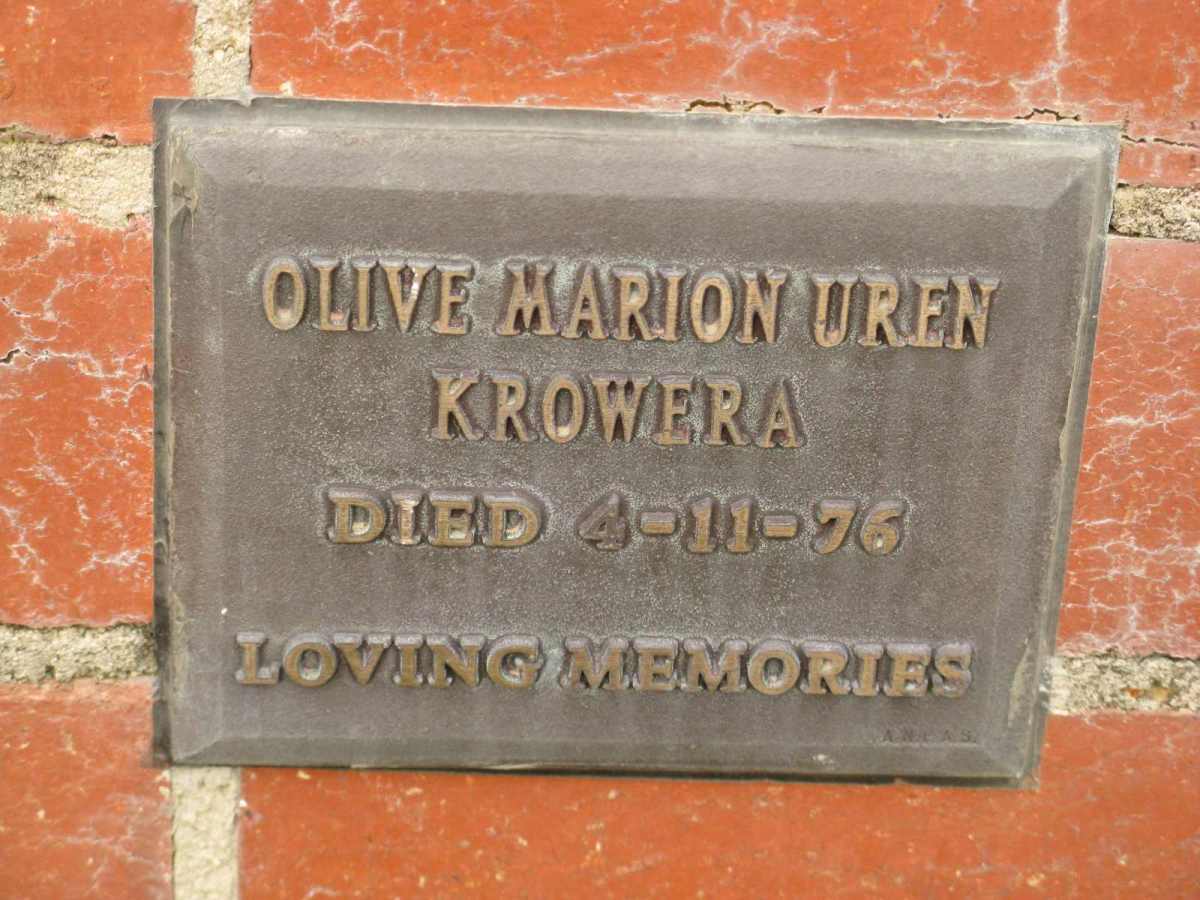 OLIVE MARION UREN
KROWERA
DIED 4-11-76
LOVING MEMORIES